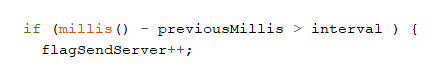 if (millis() - previousMillis > interval ) {
flagSendServer++;